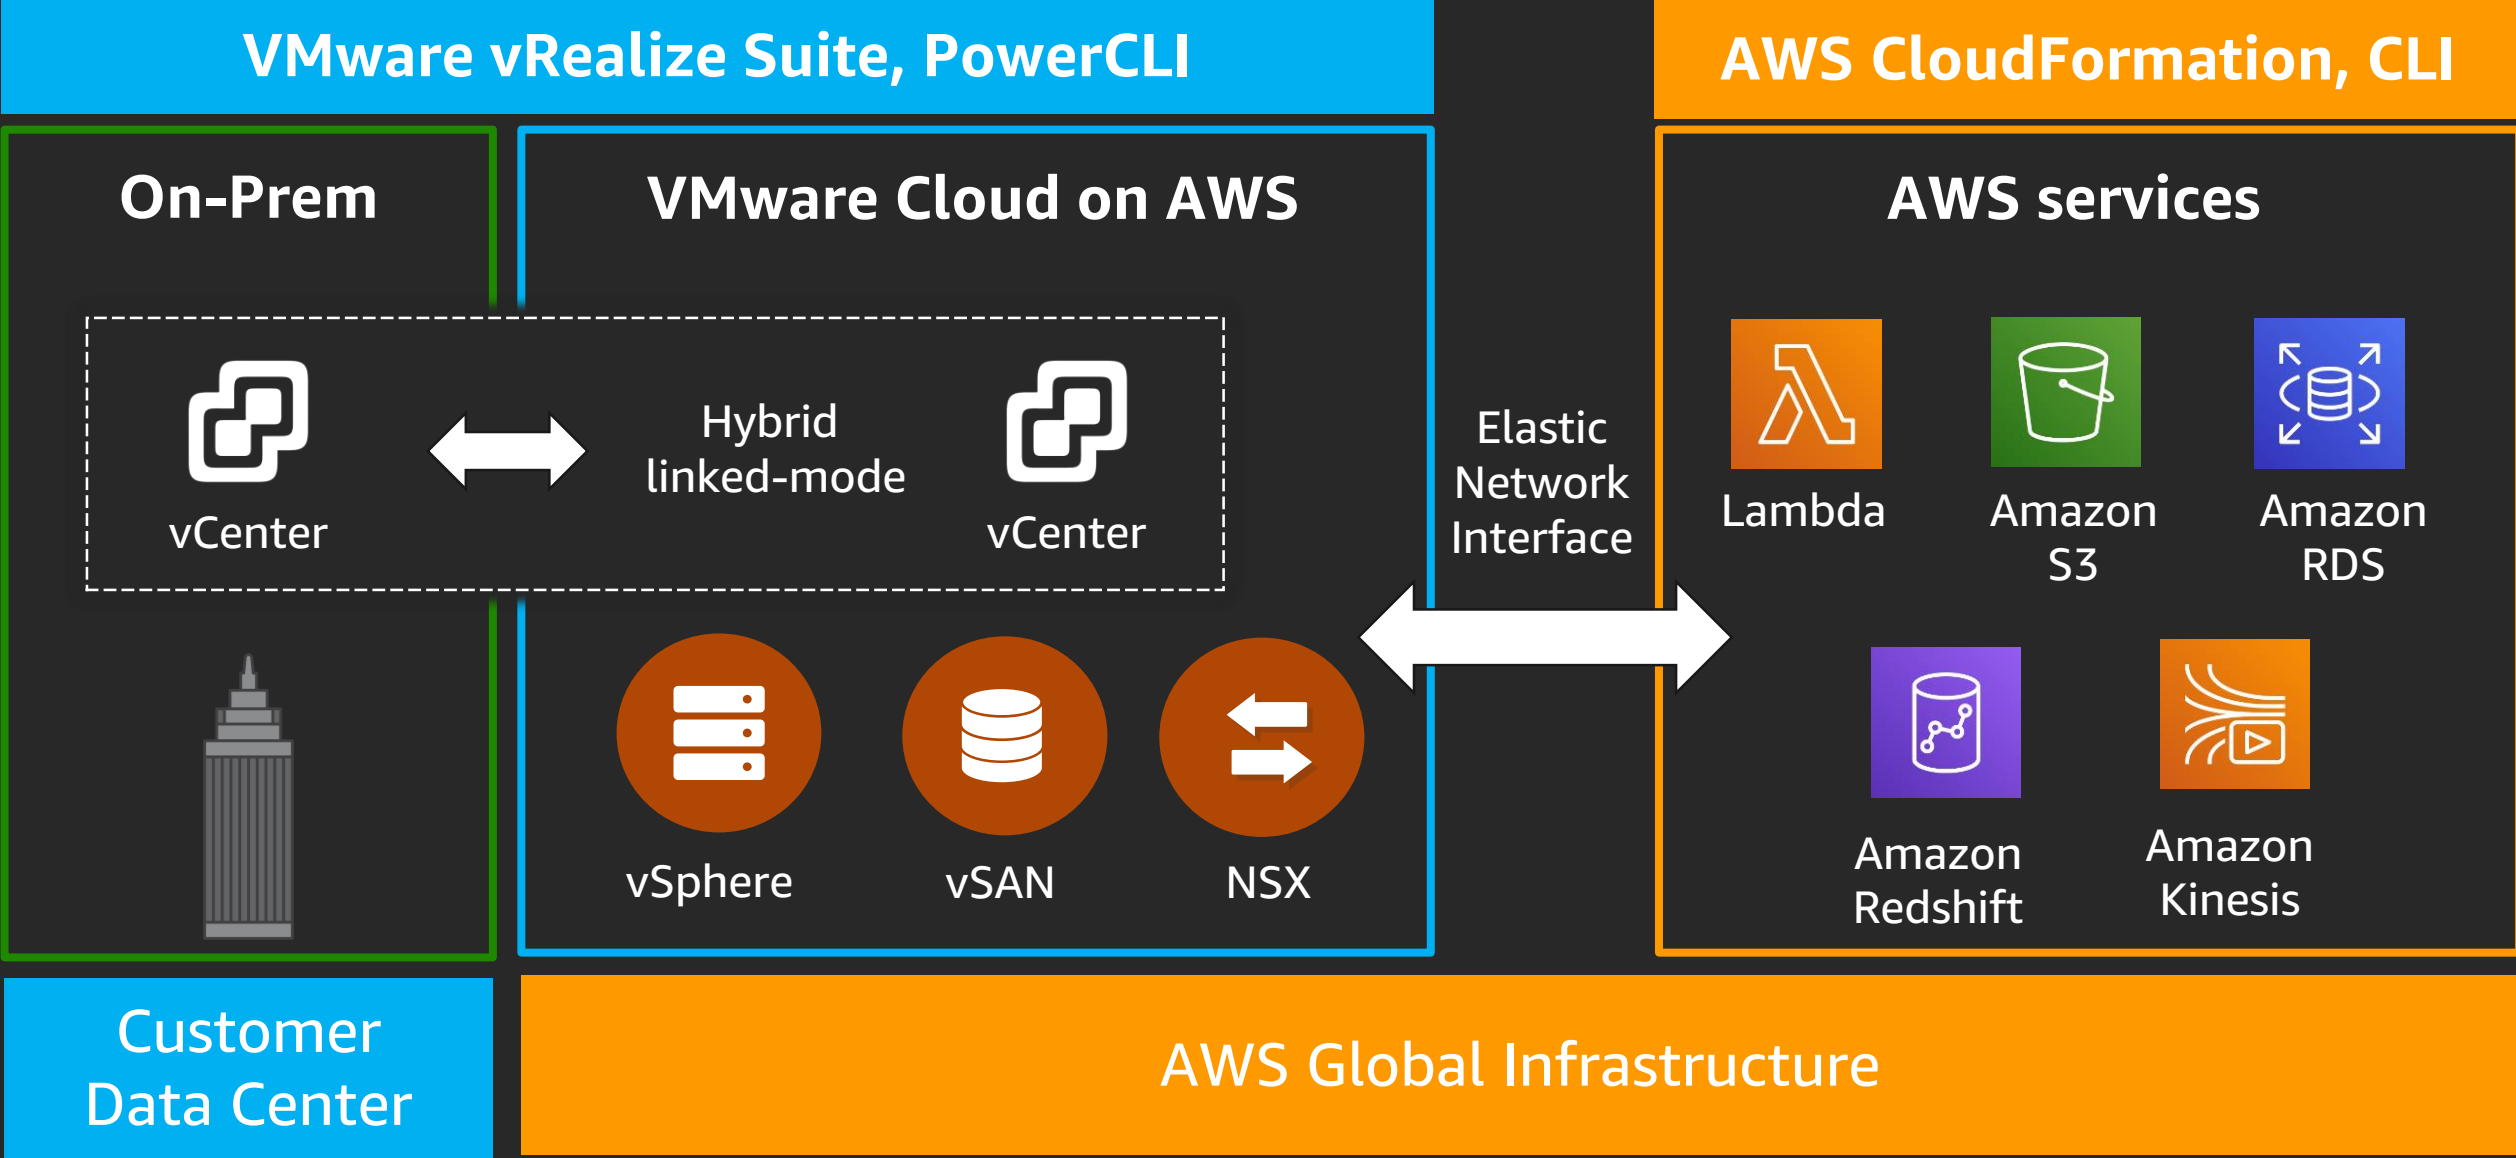 VMware vRealize Suite, PowerCLI
AWS CloudFormation, CLI
On-Prem
VMware Cloud on AWS
AWS services
vCenter
Hybrid
linked-mode
vCenter
Elastic
Network
Interface
Lambda
Amazon
S3
Amazon
RDS
vSphere
vSAN
NSX
Amazon
Redshift
Amazon
Kinesis
Customer
Data Center
AWS Global Infrastructure